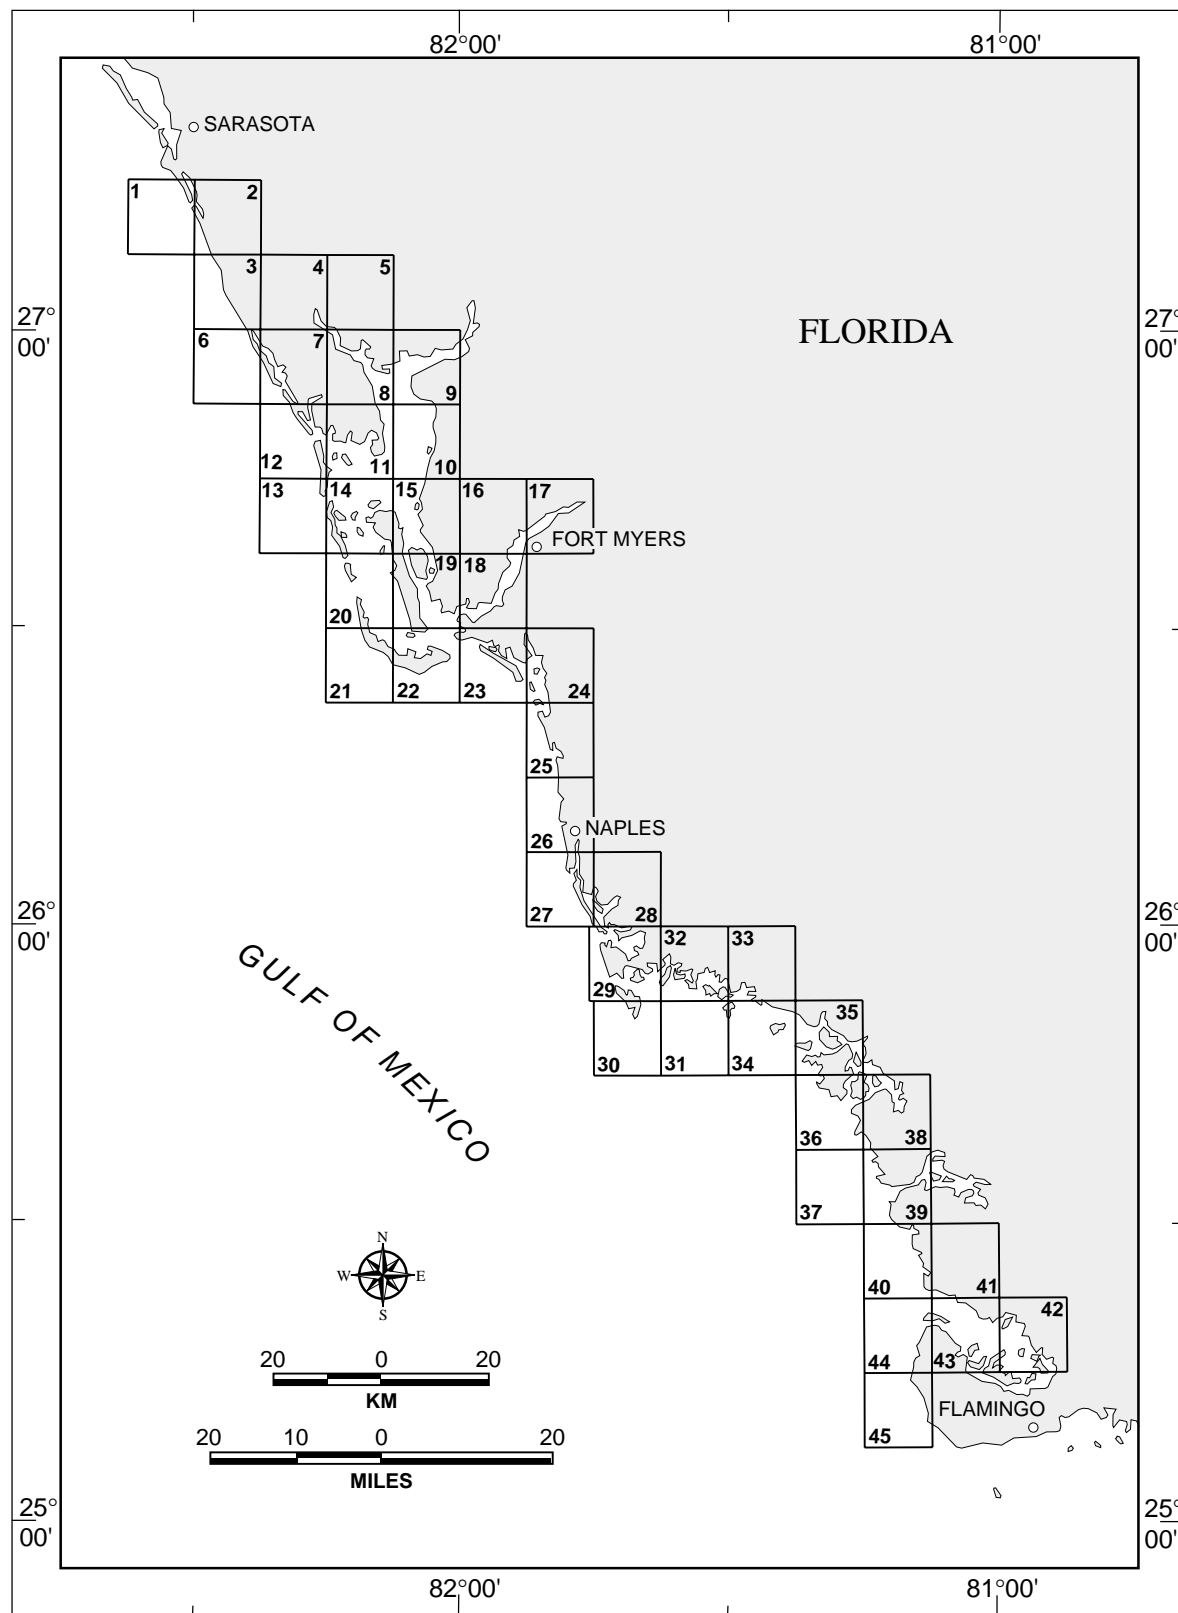 82°00' 81°00'
SARASOTA
1 2
3 4 5
27° 00' 27° 00'
FLORIDA
6 7
8 9
12 11 10
13 14 15 16 17
FORT MYERS
19 18
20
21 22 23 24
25
NAPLES
26
27 28
26° 00' 26° 00'
32 33
29
GULF OF MEXICO
35
30 31 34
36 38
37 39
N
W E
S
40 41
42
44 43
20 0 20
KM
FLAMINGO
45
20 10 0 20
MILES
25° 00' 25° 00'
82°00' 81°00'